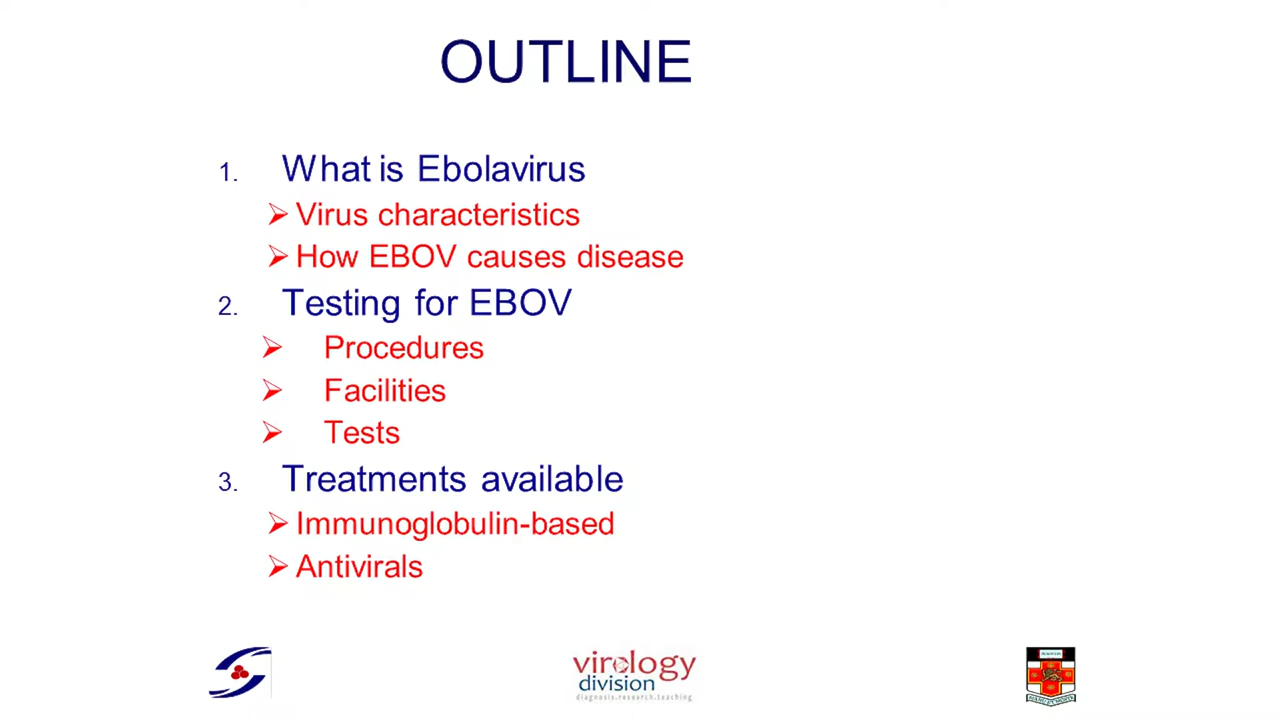 OUTLINE
1. What is Ebolavirus
➢ Virus characteristics
➢ How EBOV causes disease
2. Testing for EBOV
➢ Procedures
➢ Facilities
➢ Tests
3. Treatments available
➢ Immunoglobulin-based
➢ Antivirals
virology
division
diagnosis.research.teaching